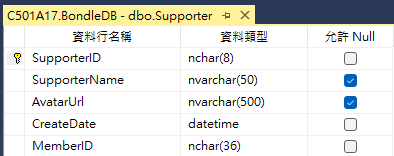 C501A17.BondleDB - dbo.Supporter
資料行名稱 資料類型 允許 Null
SupporterID nchar(8)
SupporterName nvarchar(50)
AvatarUrl nvarchar(500)
CreateDate datetime
MemberID nchar(36)